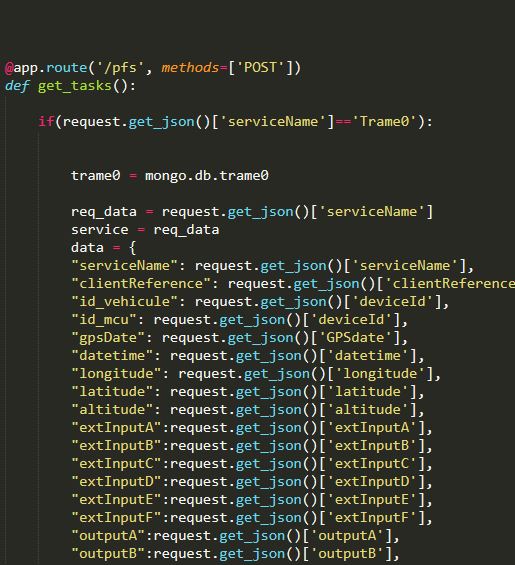 @app.route('/pfs', methods=['POST'])
def get_tasks():
if(request.get_json()['serviceName']=='Trame0'):
trame0 = mongo.db.trame0
req_data = request.get_json()['serviceName']
service = req_data
data = {
"serviceName": request.get_json()['serviceName'],
"clientReference": request.get_json()['clientReference
"id_vehicule": request.get_json()['deviceId'],
"id_mcu": request.get_json()['deviceId'],
"gpsDate": request.get_json()['GPSdate'],
"datetime": request.get_json()['datetime'],
"longitude": request.get_json()['longitude'],
"latitude": request.get_json()['latitude'],
"altitude": request.get_json()['altitude'],
"extInputA":request.get_json()['extInputA'],
"extInputB":request.get_json()['extInputB'],
"extInputC":request.get_json()['extInputC'],
"extInputD":request.get_json()['extInputD'],
"extInputE":request.get_json()['extInputE'],
"extInputF":request.get_json()['extInputF'],
"outputA":request.get_json()['outputA'],
"outputB":request.get_json()['outputB'],